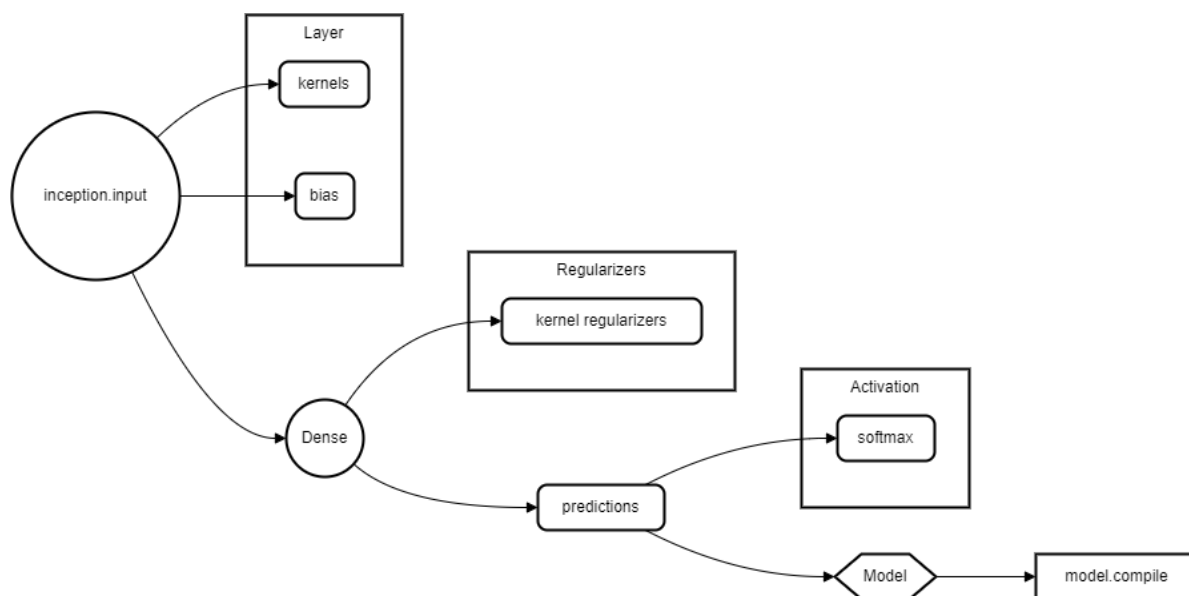 Layer
kernels
inception.input
bias
Regularizers
kernel regularizers
Activation
Dense
softmax
predictions
Model
model.compile